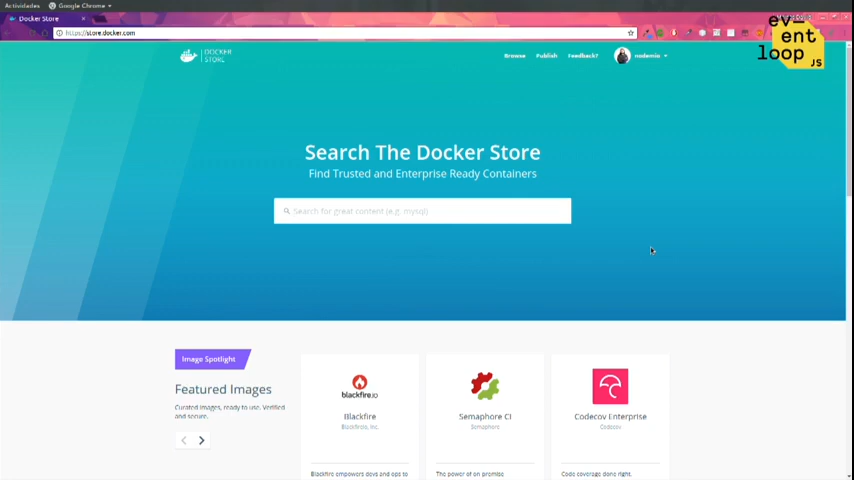 Actividades
Google Chrome
Docker Store
https://store.docker.com
ev-
ent
loop
JS
DOCKER
STORE
Browse
Publish
Feedback?
nodemio
Search The Docker Store
Find Trusted and Enterprise Ready Containers
Search for great content (e.g. mysql)
Image Spotlight
Featured Images
Curated images, ready to use. Verified
and secure.
blackfire.io
Blackfire
Blackfire.io, Inc.
Blackfire empowers devs and ops to
Semaphore CI
Semaphore
The power of on-premise
Codecov Enterprise
Codecov
Code coverage done right.